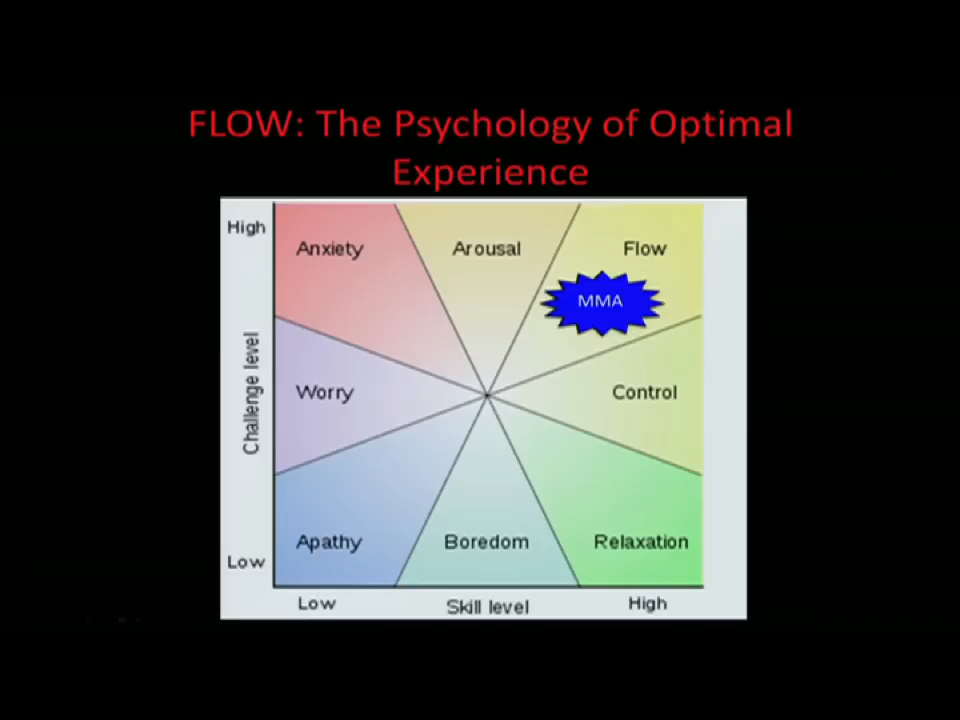 FLOW: The Psychology of Optimal
Experience
High
Anxiety
Arousal
Flow
MMA
Challenge level
Worry
Control
Apathy
Boredom
Relaxation
Low
Low
Skill level
High